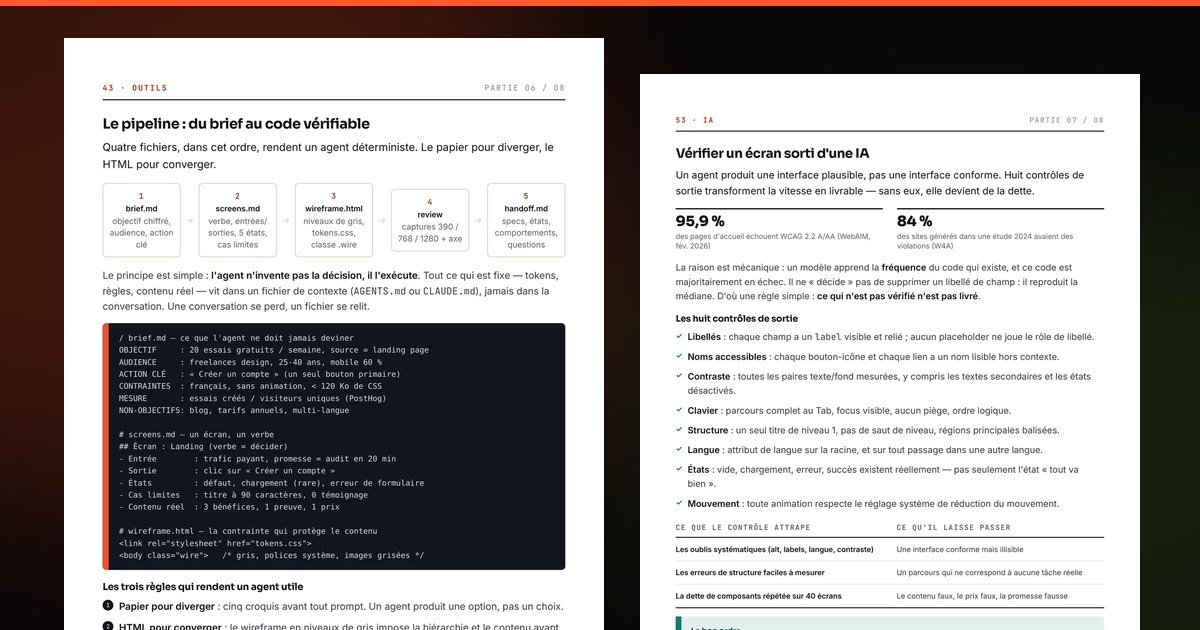 43 · OUTILS
PARTIE 06 / 08
Le pipeline : du brief au code vérifiable
Quatre fichiers, dans cet ordre, rendent un agent déterministe. Le papier pour diverger, le
HTML pour converger.
1
brief.md
objectif chiffré,
audience, action
clé
→
2
screens.md
verbe, entrées/
sorties, 5 états,
cas limites
→
3
wireframe.html
niveaux de gris,
tokens.css,
classe .wire
→
4
review
captures 390 /
768 / 1280 + axe
→
5
handoff.md
specs, états,
comportements,
questions
Le principe est simple : l'agent n'invente pas la décision, il l'exécute. Tout ce qui est fixe — tokens,
règles, contenu réel — vit dans un fichier de contexte (AGENTS.md ou CLAUDE.md), jamais dans la
conversation. Une conversation se perd, un fichier se relit.
/ brief.md — ce que l'agent ne doit jamais deviner
OBJECTIF : 20 essais gratuits / semaine, source = landing page
AUDIENCE : freelances design, 25-40 ans, mobile 60 %
ACTION CLÉ : « Créer un compte » (un seul bouton primaire)
CONTRAINTES : français, sans animation, < 120 Ko de CSS
MESURE : essais créés / visiteurs uniques (PostHog)
NON-OBJECTIFS: blog, tarifs annuels, multi-langue
# screens.md — un écran, un verbe
## Écran : Landing (verbe = décider)
- Entrée : trafic payant, promesse = audit en 20 min
- Sortie : clic sur « Créer un compte »
- États : défaut, chargement (rare), erreur de formulaire
- Cas limites : titre à 90 caractères, 0 témoignage
- Contenu réel : 3 bénéfices, 1 preuve, 1 prix
# wireframe.html — la contrainte qui protège le contenu
<link rel="stylesheet" href="tokens.css">
<body class="wire"> /* gris, polices système, images grisées */
Les trois règles qui rendent un agent utile
1 Papier pour diverger : cinq croquis avant tout prompt. Un agent produit une option, pas un choix.
2 HTML pour converger : le wireframe en niveaux de gris impose la hiérarchie et le contenu avant
53 · IA
PARTIE 07 / 08
Vérifier un écran sorti d'une IA
Un agent produit une interface plausible, pas une interface conforme. Huit contrôles de
sortie transforment la vitesse en livrable — sans eux, elle devient de la dette.
95,9 %
des pages d'accueil échouent WCAG 2.2 A/AA (WebAIM,
fév. 2026)
84 %
des sites générés dans une étude 2024 avaient des
violations (W4A)
La raison est mécanique : un modèle apprend la fréquence du code qui existe, et ce code est
majoritairement en échec. Il ne « décide » pas de supprimer un libellé de champ : il reproduit la
médiane. D'où une règle simple : ce qui n'est pas vérifié n'est pas livré.
Les huit contrôles de sortie
✓ Libellés : chaque champ a un label visible et relié ; aucun placeholder ne joue le rôle de libellé.
✓ Noms accessibles : chaque bouton-icône et chaque lien a un nom lisible hors contexte.
✓ Contraste : toutes les paires texte/fond mesurées, y compris les textes secondaires et les états
désactivés.
✓ Clavier : parcours complet au Tab, focus visible, aucun piège, ordre logique.
✓ Structure : un seul titre de niveau 1, pas de saut de niveau, régions principales balisées.
✓ Langue : attribut de langue sur la racine, et sur tout passage dans une autre langue.
✓ États : vide, chargement, erreur, succès existent réellement — pas seulement l'état « tout va
bien ».
✓ Mouvement : toute animation respecte le réglage système de réduction du mouvement.
CE QUE LE CONTRÔLE ATTRAPE
CE QU'IL LAISSE PASSER
Les oublis systématiques (alt, labels, langue, contraste)
Une interface conforme mais illisible
Les erreurs de structure faciles à mesurer
Un parcours qui ne correspond à aucune tâche réelle
La dette de composants répétée sur 40 écrans
Le contenu faux, le prix faux, la promesse fausse
Le bon ordre